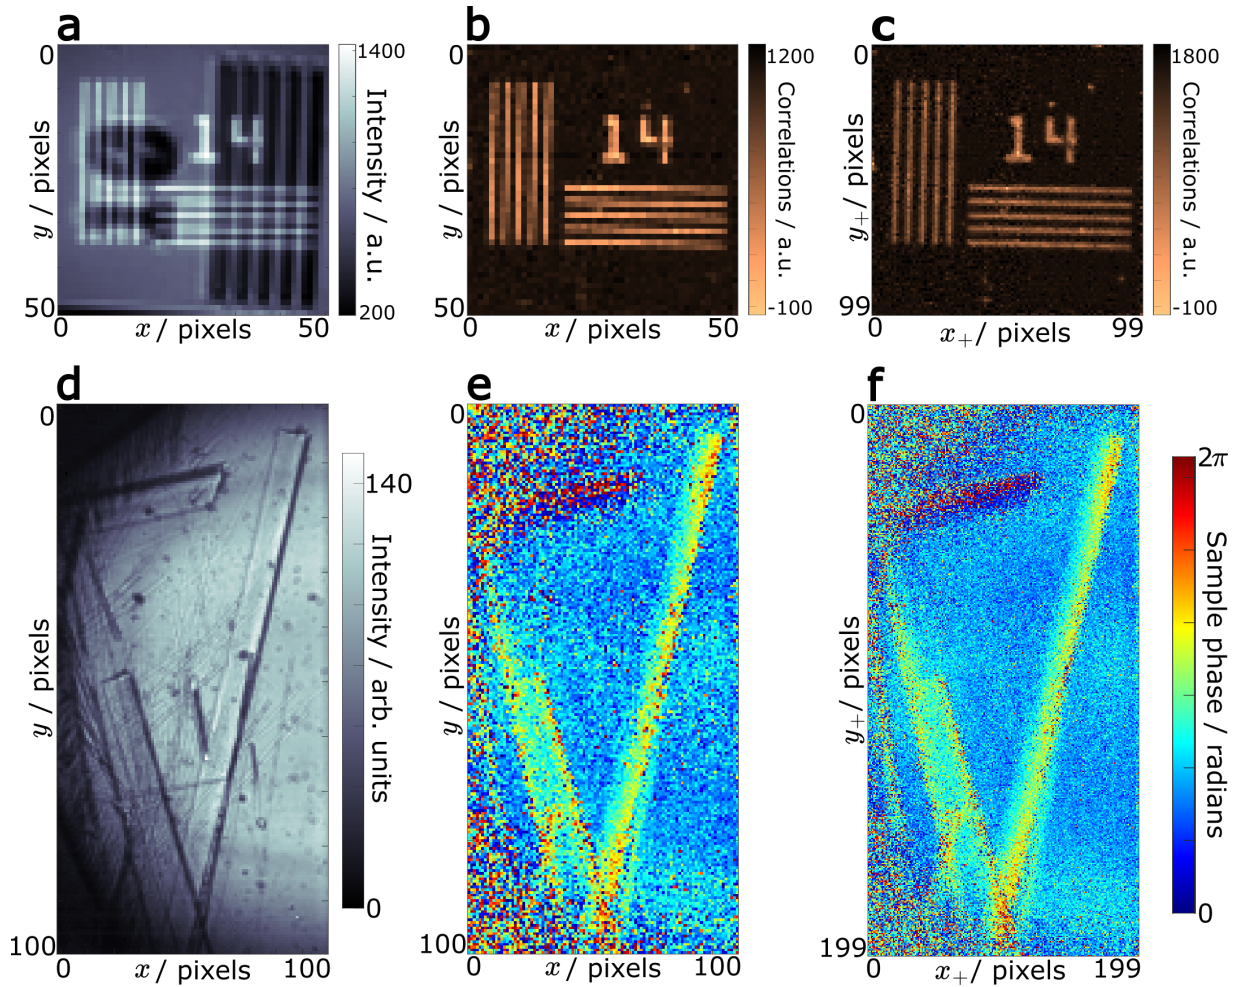 a
0
50
0
50
x / pixels
y / pixels
14
1400
200
Intensity / a.u.
b
0
50
0
50
x / pixels
y / pixels
14
1200
-100
Correlations / a.u.
c
0
99
0
99
x₊ / pixels
y₊ / pixels
14
1800
-100
Correlations / a.u.
d
0
100
0
100
x / pixels
y / pixels
140
0
Intensity / arb. units
e
0
100
0
100
x / pixels
y / pixels
f
0
199
0
199
x₊ / pixels
y₊ / pixels
2π
0
Sample phase / radians